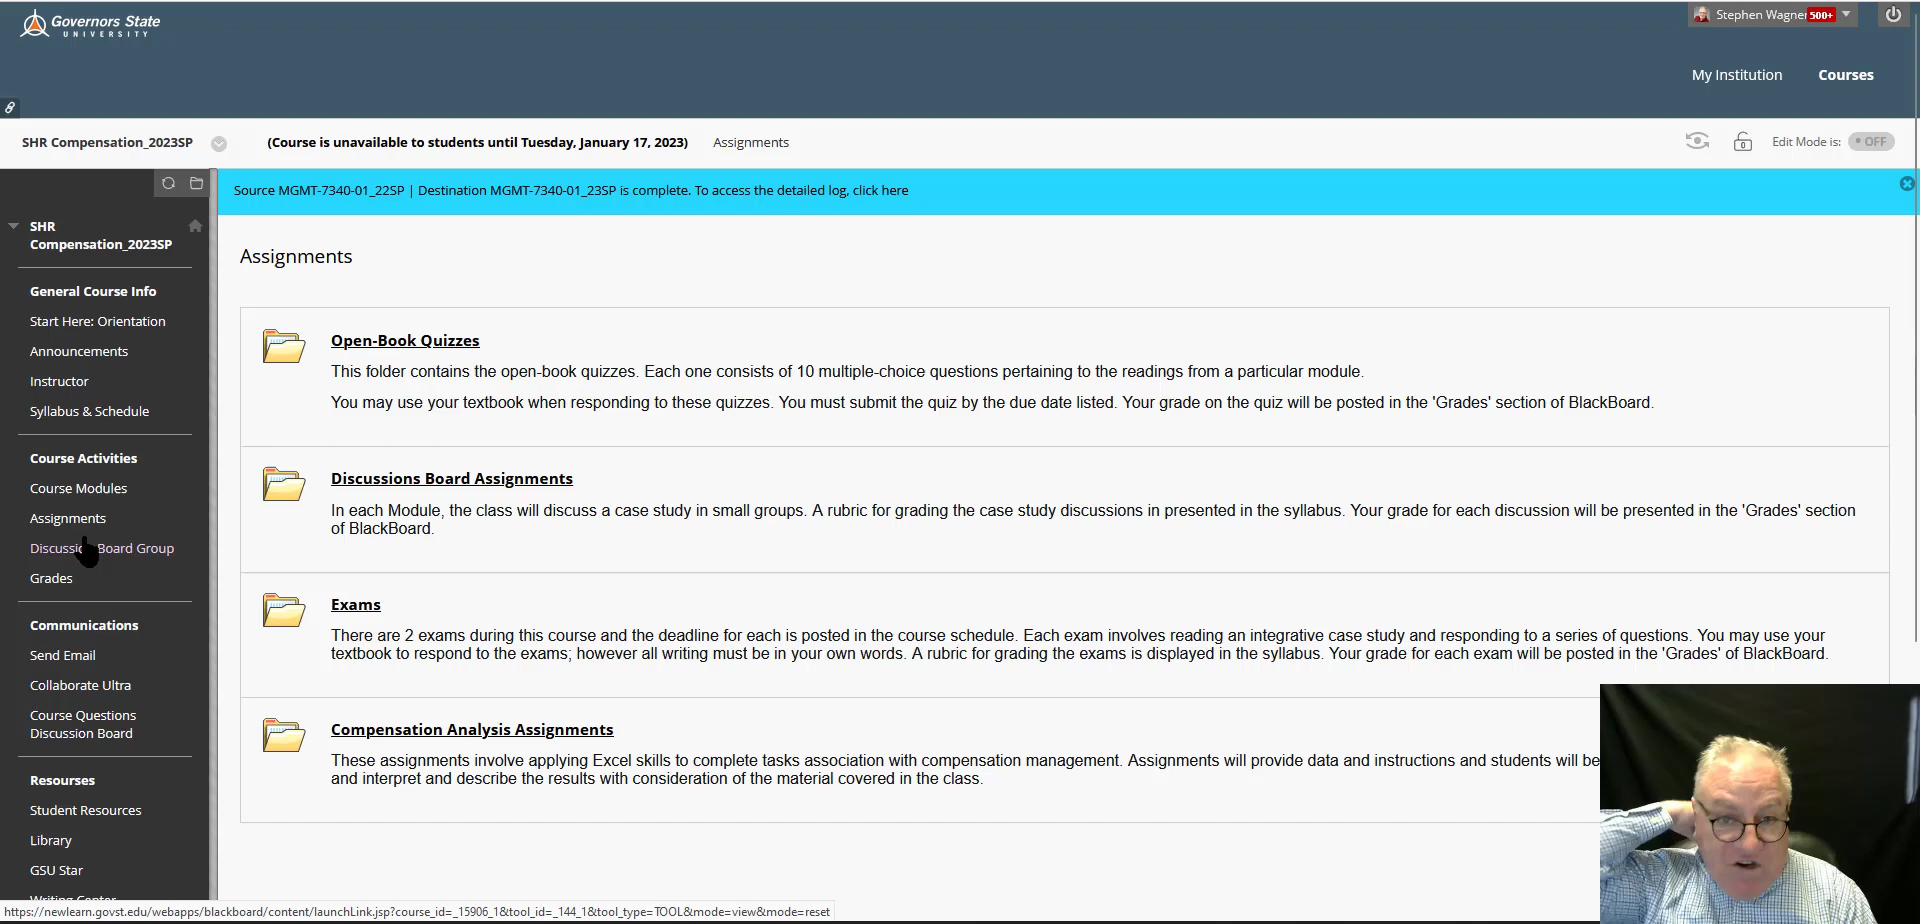 Governors State
UNIVERSITY
Stephen Wagner 500+
My Institution Courses
SHR Compensation_2023SP (Course is unavailable to students until Tuesday, January 17, 2023) Assignments 0 Edit Mode is: • OFF
Source MGMT-7340-01_22SP | Destination MGMT-7340-01_23SP is complete. To access the detailed log, click here
SHR
Compensation_2023SP
General Course Info
Start Here: Orientation
Announcements
Instructor
Syllabus & Schedule
Course Activities
Course Modules
Assignments
Board Group
Grades
Communications
Send Email
Collaborate Ultra
Course Questions
Discussion Board
Resourses
Student Resources
Library
GSU Star
Writing Center
Assignments
Open-Book Quizzes
This folder contains the open-book quizzes. Each one consists of 10 multiple-choice questions pertaining to the readings from a particular module.
You may use your textbook when responding to these quizzes. You must submit the quiz by the due date listed. Your grade on the quiz will be posted in the 'Grades' section of BlackBoard.
Discussions Board Assignments
In each Module, the class will discuss a case study in small groups. A rubric for grading the case study discussions in presented in the syllabus. Your grade for each discussion will be presented in the 'Grades' section
of BlackBoard.
Exams
There are 2 exams during this course and the deadline for each is posted in the course schedule. Each exam involves reading an integrative case study and responding to a series of questions. You may use your
textbook to respond to the exams; however all writing must be in your own words. A rubric for grading the exams is displayed in the syllabus. Your grade for each exam will be posted in the 'Grades' of BlackBoard.
Compensation Analysis Assignments
These assignments involve applying Excel skills to complete tasks association with compensation management. Assignments will provide data and instructions and students will be
and interpret and describe the results with consideration of the material covered in the class.
https://newlearn.govst.edu/webapps/blackboard/content/launchLink.jsp?course_id=_15906_1&tool_id=_144_1&tool_type=TOOL&mode=view&mode=reset